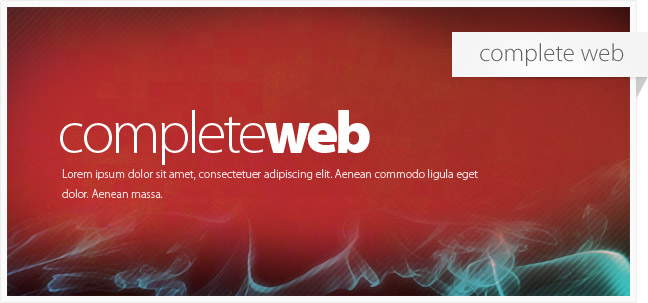 complete web
completeweb
Lorem ipsum dolor sit amet, consectetuer adipiscing elit. Aenean commodo ligula eget
dolor. Aenean massa.